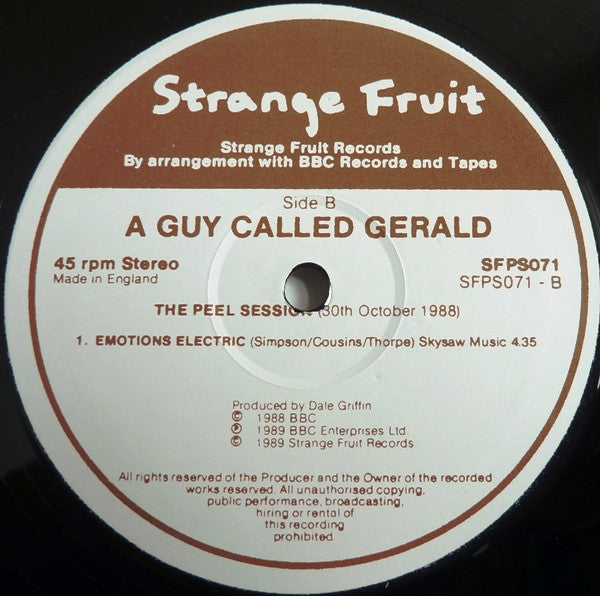 Strange Fruit
Strange Fruit Records
By arrangement with BBC Records and Tapes
Side B
A GUY CALLED GERALD
45 rpm Stereo SFPS071
Made in England SFPS071 - B
THE PEEL SESSION (30th October 1988)
1. EMOTIONS ELECTRIC (Simpson/Cousins/Thorpe) Skysaw Music 4.35
Produced by Dale Griffin
© 1988 BBC
℗ 1989 BBC Enterprises Ltd.
© 1989 Strange Fruit Records
All rights reserved of the Producer and the Owner of the recorded
works reserved. All unauthorised copying,
public performance, broadcasting,
hiring or rental of
this recording
prohibited